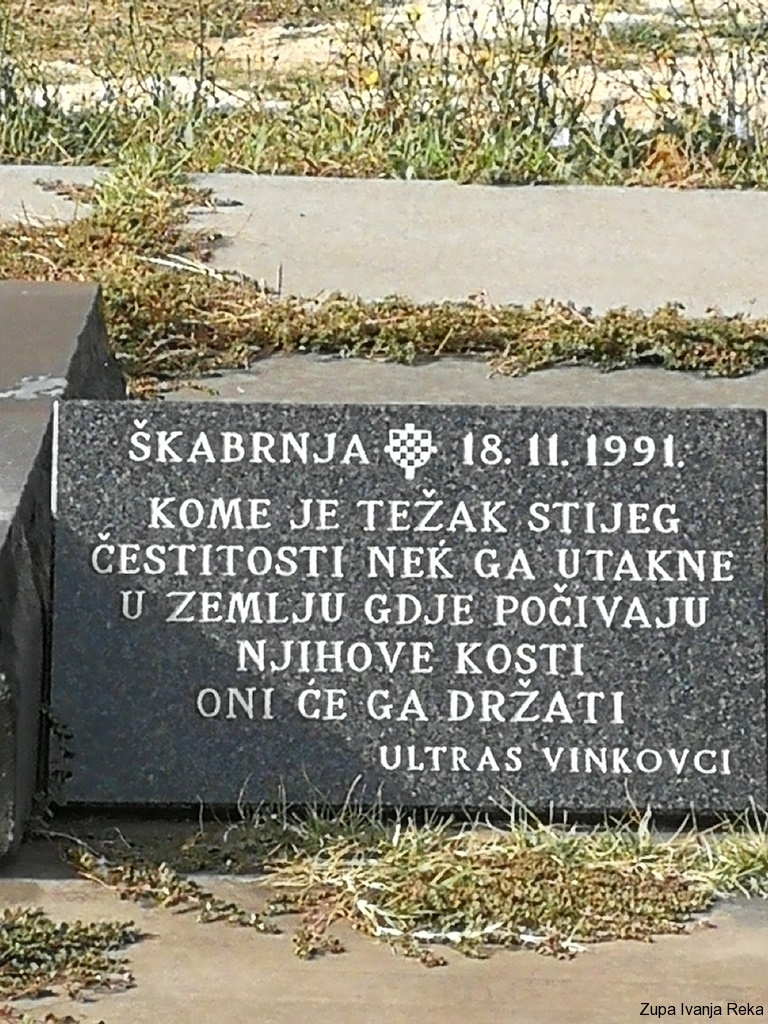 ŠKABRNJA 18. 11. 1991.
KOME JE TEŽAK STIJEG
ČESTITOSTI NEK' GA UTAKNE
U ZEMLJU GDJE POČIVAJU
NJIHOVE KOSTI
ONI ĆE GA DRŽATI
ULTRAS VINKOVCI
Zupa Ivanja Reka